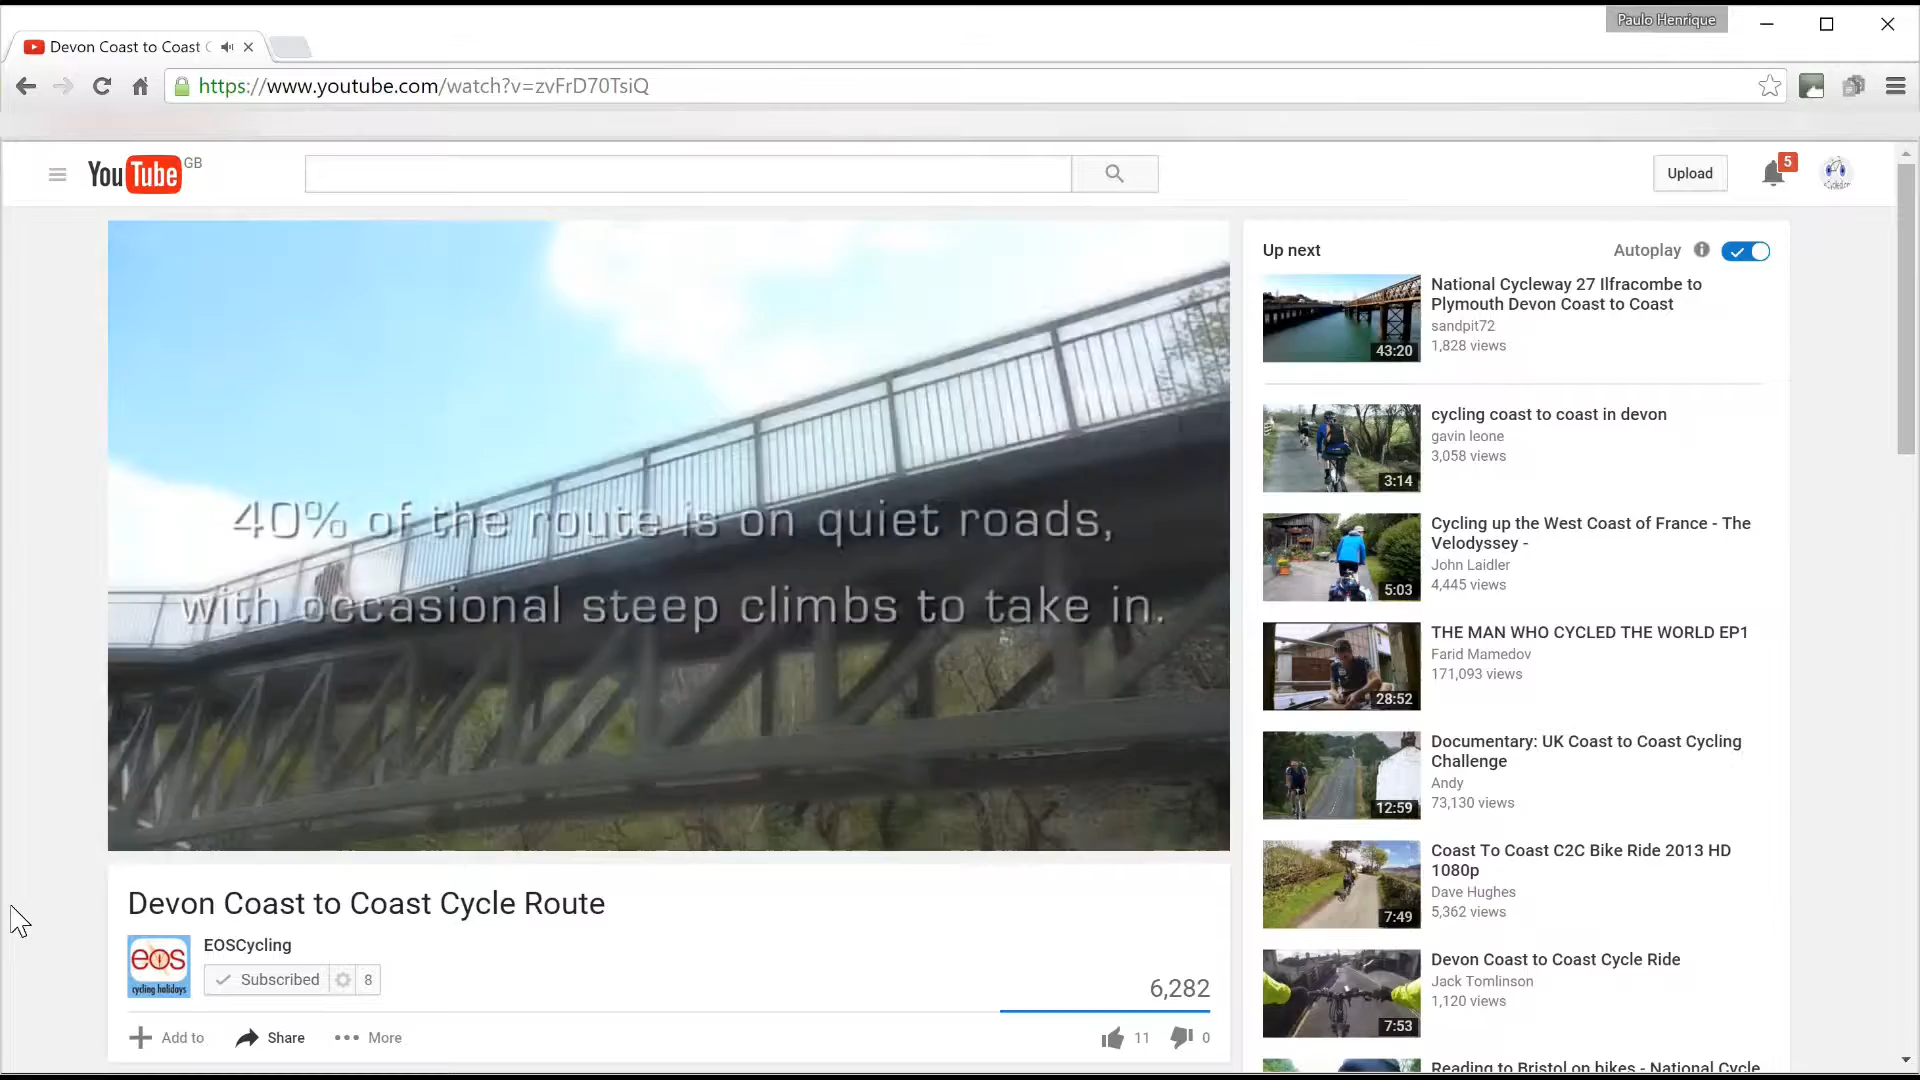 Paulo Henrique
Devon Coast to Coast
https://www.youtube.com/watch?v=zvFrD70TsiQ
YouTube GB
Upload
5
40% of the route is on quiet roads,
with occasional steep climbs to take in.
Devon Coast to Coast Cycle Route
eos
cycling holidays
EOSCycling
Subscribed 8
6,282
Add to Share More 11 0
Up next Autoplay
National Cycleway 27 Ilfracombe to
Plymouth Devon Coast to Coast
sandpit72
1,828 views
43:20
cycling coast to coast in devon
gavin leone
3,058 views
3:14
Cycling up the West Coast of France - The
Velodyssey -
John Laidler
4,445 views
5:03
THE MAN WHO CYCLED THE WORLD EP1
Farid Mamedov
171,093 views
28:52
Documentary: UK Coast to Coast Cycling
Challenge
Andy
73,130 views
12:59
Coast To Coast C2C Bike Ride 2013 HD
1080p
Dave Hughes
5,362 views
7:49
Devon Coast to Coast Cycle Ride
Jack Tomlinson
1,120 views
7:53
Reading to Bristol on bikes - National Cycle